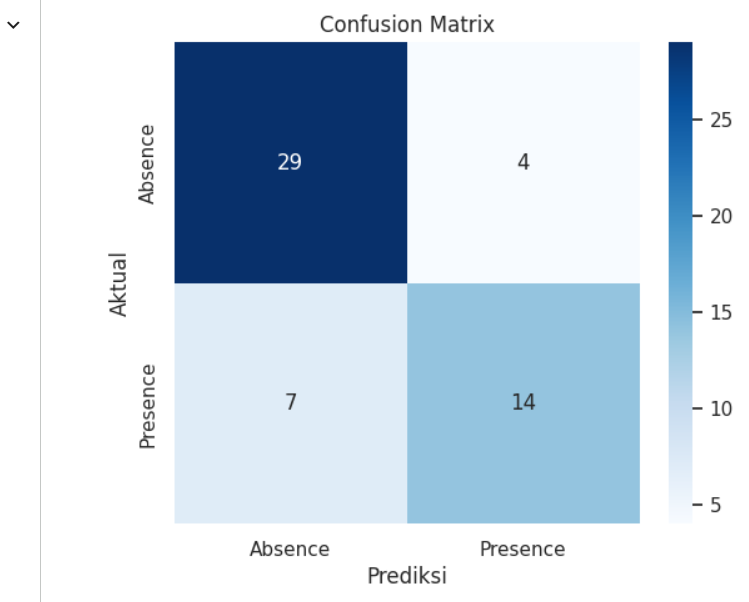 Confusion Matrix
Absence
29
4
Aktual
Presence
7
14
Absence
Presence
Prediksi
25
20
15
10
5